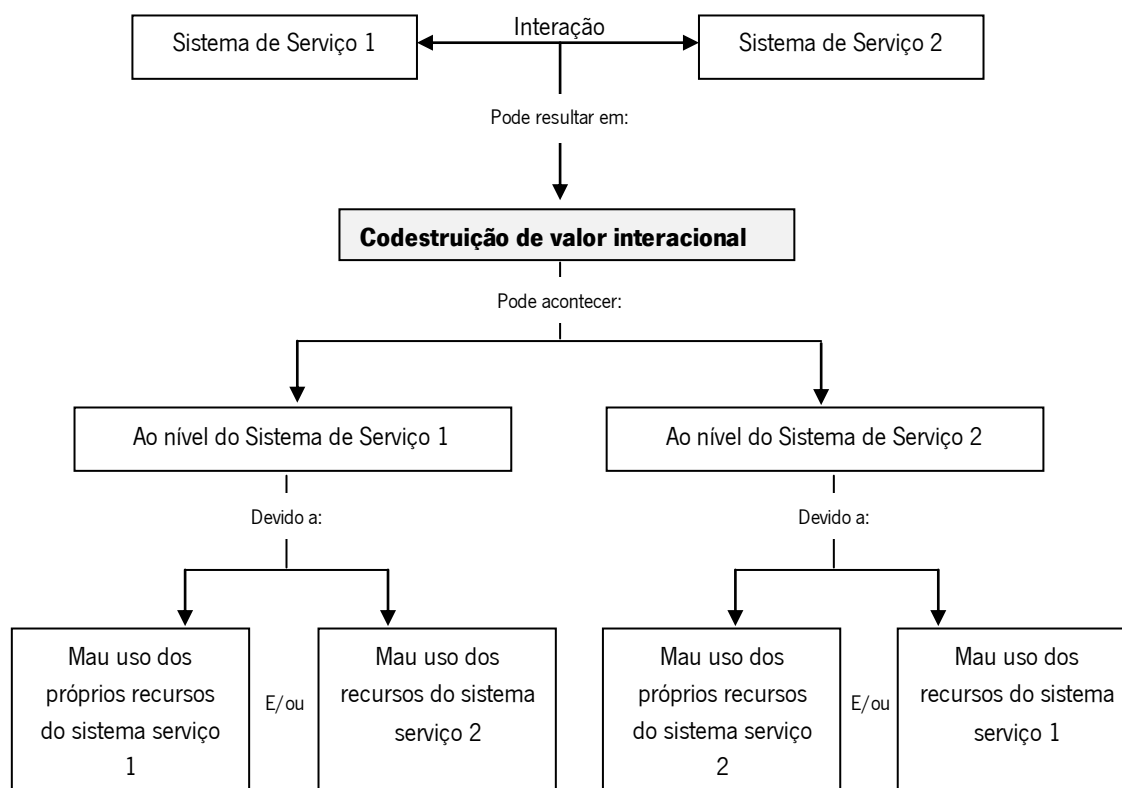 Interação
Sistema de Serviço 1
Sistema de Serviço 2
Pode resultar em:
Codestruição de valor interacional
Pode acontecer:
Ao nível do Sistema de Serviço 1
Ao nível do Sistema de Serviço 2
Devido a:
Devido a:
Mau uso dos
próprios recursos
do sistema serviço
1
E/ou
Mau uso dos
recursos do sistema
serviço 2
Mau uso dos
próprios recursos
do sistema serviço
2
E/ou
Mau uso dos
recursos do sistema
serviço 1